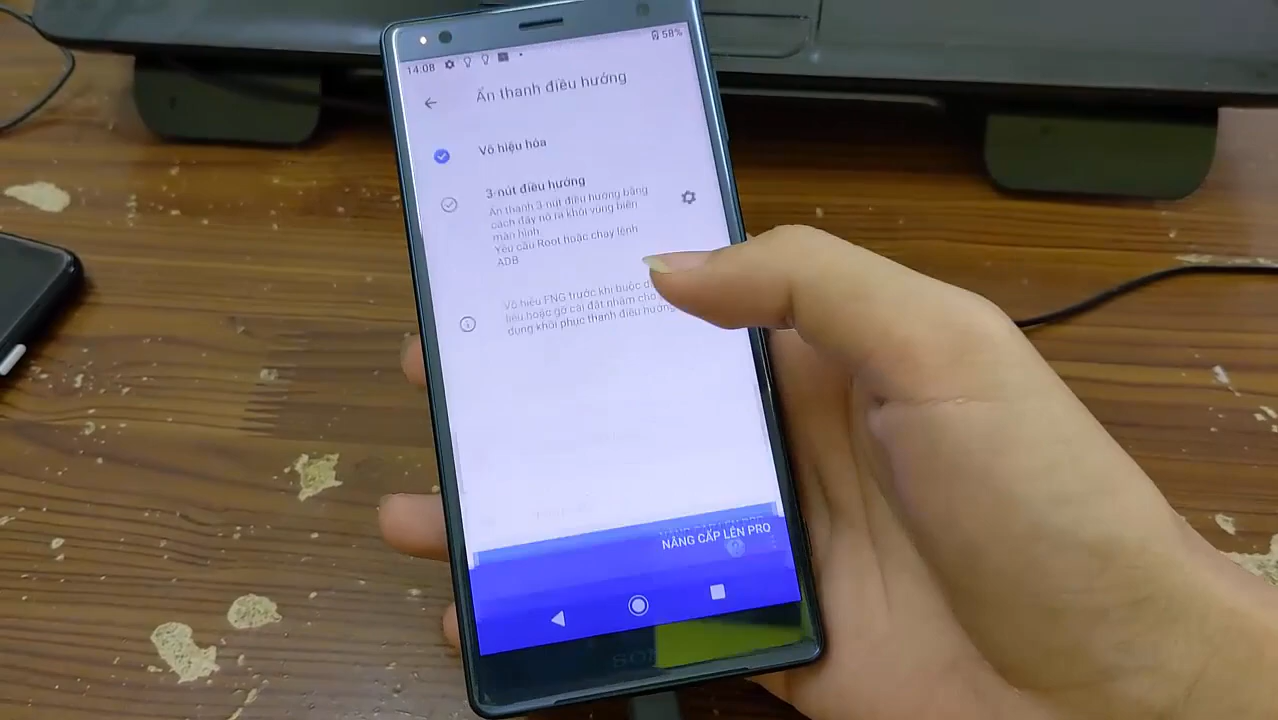 14:08
58%
Ẩn thanh điều hướng
Vô hiệu hóa
3-nút điều hướng
Ẩn thanh 3 nút điều hướng bằng
cách đẩy nó ra khỏi vùng hiển
màn hình.
Yêu cầu Root hoặc chạy lệnh
ADB
Vô hiệu FNG trước khi buộc
liệu hoặc gỡ cài đặt nhằm cho
dụng khôi phục thanh điều hướng
NÂNG CẤP LÊN PRO